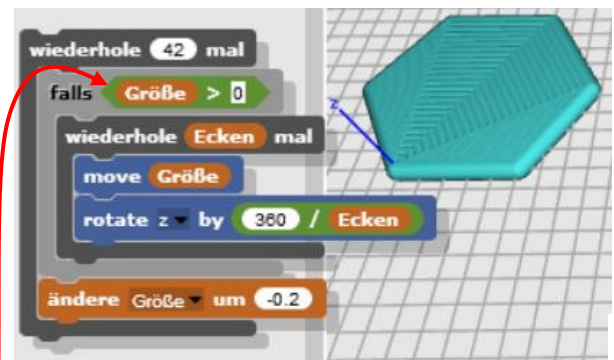 wiederhole 42 mal
falls Größe > 0
wiederhole Ecken mal
move Größe
rotate z by 360 / Ecken
ändere Größe um -0.2
z